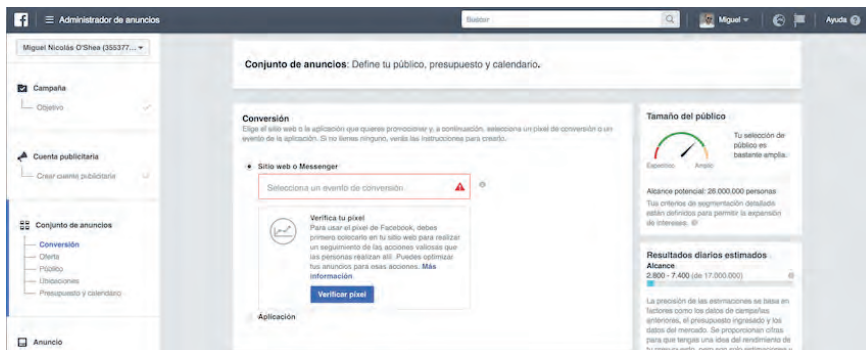 f Administrador de anuncios
Buscar
Miguel
Ayuda
Miguel Nicolás O'Shea (355377...
Campaña
Objetivo
Cuenta publicitaria
Crear cuenta publicitaria
Conjunto de anuncios
Conversión
Oferta
Público
Ubicaciones
Presupuesto y calendario
Anuncio
Conjunto de anuncios: Define tu público, presupuesto y calendario.
Conversión
Elige el sitio web o la aplicación que quieres promocionar y, a continuación, selecciona un píxel de conversión o un
evento de la aplicación. Si no tienes ninguno, verás las instrucciones para crearlo.
Sitio web o Messenger
Selecciona un evento de conversión.
Verifica tu píxel
Para usar el píxel de Facebook, debes
primero colocarlo en tu sitio web para realizar
un seguimiento de las acciones valiosas que
las personas realizan allí. Puedes optimizar
tus anuncios para esas acciones. Más
información.
Verificar píxel
Aplicación
Tamaño del público
Tu selección de
público es
bastante amplia.
Específico
Amplio
Alcance potencial: 26.000.000 personas
Tus criterios de segmentación detallada
están definidos para permitir la expansión
de intereses.
Resultados diarios estimados
Alcance
2.800 - 7.400 (de 17.000.000)
La precisión de las estimaciones se basa en
factores como los datos de campañas
anteriores, el presupuesto ingresado y los
datos del mercado. Se proporcionan cifras
para que tengas una idea del rendimiento de